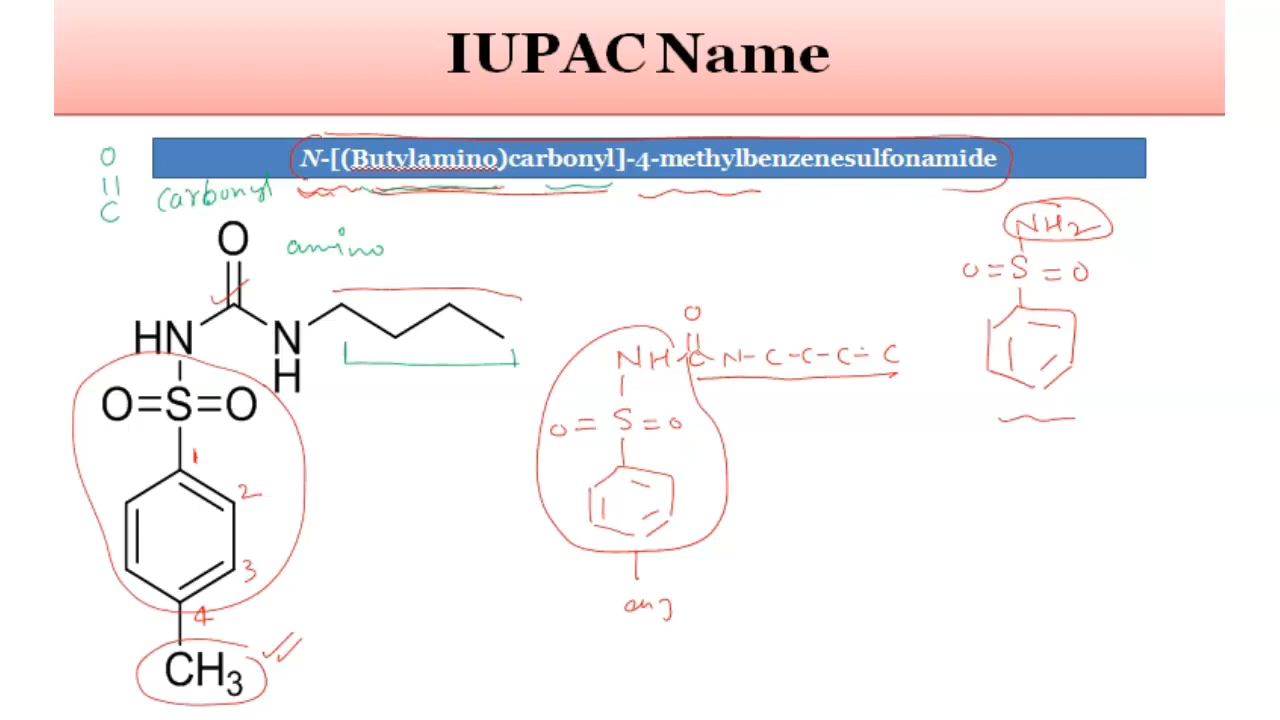 IUPAC Name
N-[(Butylamino)carbonyl]-4-methylbenzenesulfonamide
O
C
carbonyl
amino
NH2
O=S=O
O
HN
N
H
O=S=O
1
2
3
4
CH3
O
NH-C-N-C-C-C-C
O=S=O